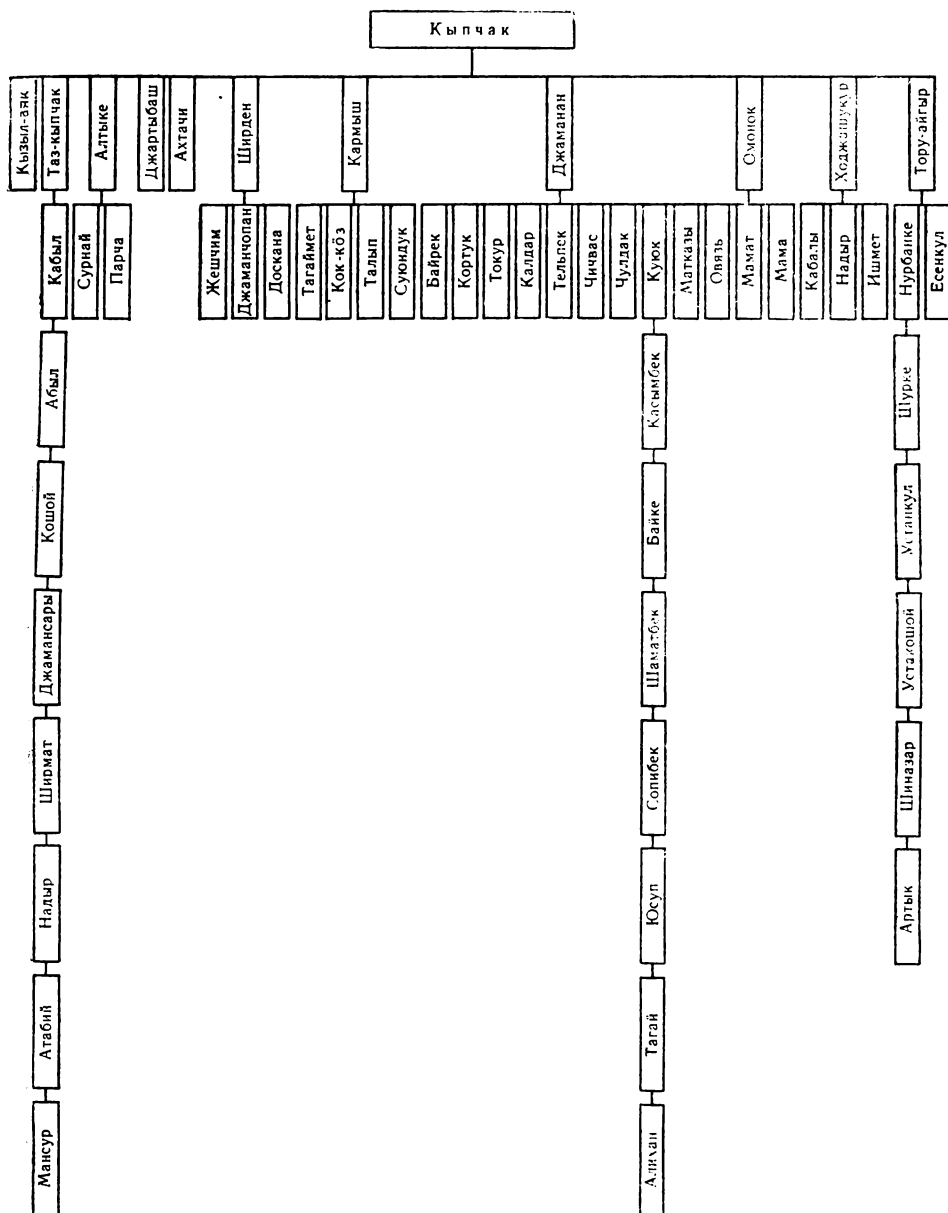 Кыпчак
Кызыл-аяк
Таз-кыпчак
Алтыке
Джартыбаш
Ахтачи
Ширден
Кармыш
Джаманан
Омонок
Ходжашукур
Тору-айгыр
Кабыл
Сурнай
Парча
Жешчим
Джаманчопан
Доскана
Тагаймет
Кок-кöз
Талып
Суюндук
Байрек
Кортук
Токур
Калдар
Тельпек
Чичвас
Чулдак
Куюк
Матказы
Овязь
Мамат
Мама
Кабалы
Надыр
Ишмет
Нурбанке
Есенкул
Абыл
Касымбек
Шурке
Кошой
Байке
Устанкул
Джамансары
Шаматбек
Устакошой
Ширмат
Сопибек
Шиназар
Надыр
Юсуп
Артык
Атабий
Тагай
Мансур
Алихан